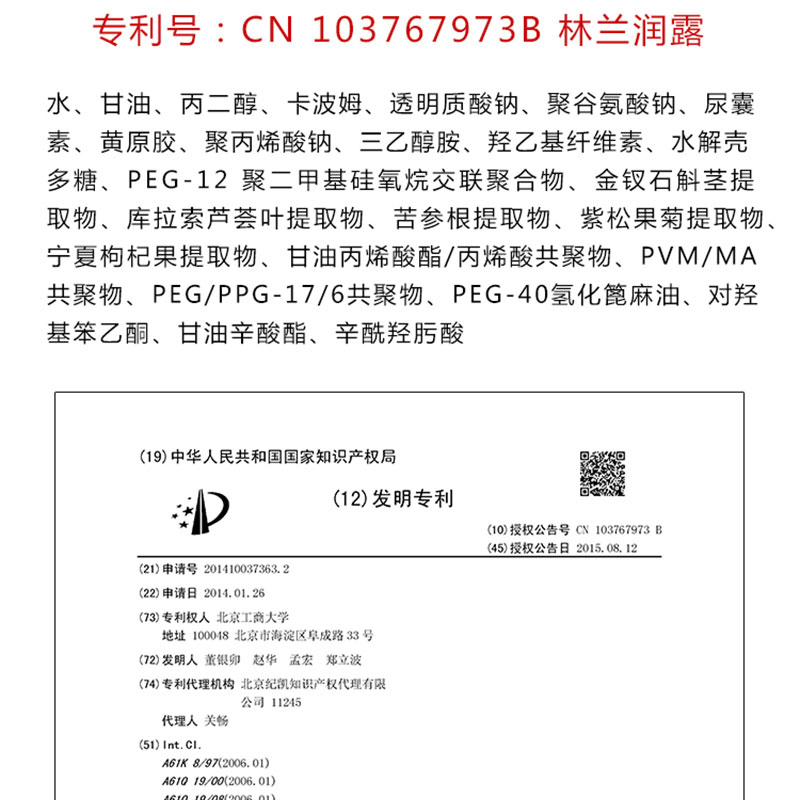 专利号：CN 103767973B 林兰润露
水、甘油、丙二醇、卡波姆、透明质酸钠、聚谷氨酸钠、尿囊
素、黄原胶、聚丙烯酸钠、三乙醇胺、羟乙基纤维素、水解壳
多糖、PEG-12 聚二甲基硅氧烷交联聚合物、金钗石斛茎提
取物、库拉索芦荟叶提取物、苦参根提取物、紫松果菊提取物、
宁夏枸杞果提取物、甘油丙烯酸酯/丙烯酸共聚物、PVM/MA
共聚物、PEG/PPG-17/6共聚物、PEG-40氢化蓖麻油、对羟
基苯乙酮、甘油辛酸酯、辛酰羟肟酸
(19)中华人民共和国国家知识产权局
(12)发明专利
(10)授权公告号 CN 103767973 B
(45)授权公告日 2015.08.12
(21)申请号 201410037363.2
(22)申请日 2014.01.26
(73)专利权人 北京工商大学
地址 100048 北京市海淀区阜成路33号
(72)发明人 董银卯 赵华 孟宏 郑立波
(74)专利代理机构 北京纪凯知识产权代理有限
公司 11245
代理人 关畅
(51)Int.Cl.
A61K 8/97(2006.01)
A61Q 19/00(2006.01)
A61Q 19/08(2006.01)